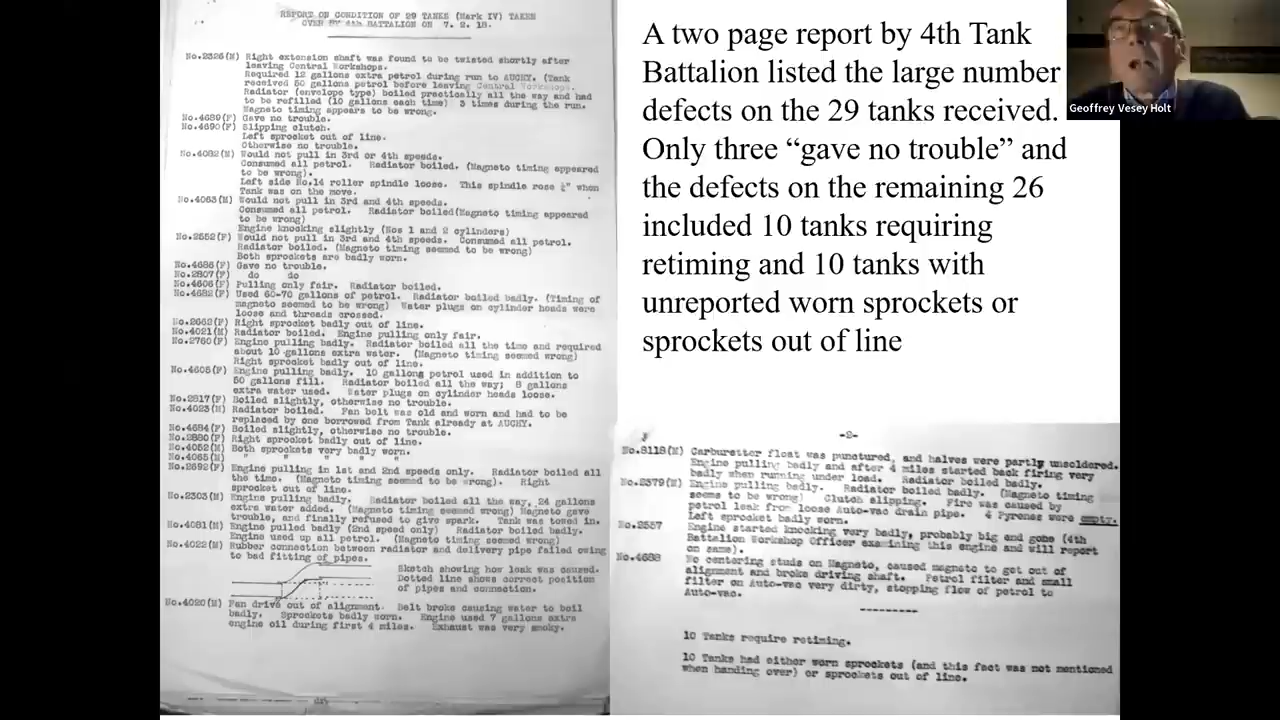 REPORT ON CONDITION OF 29 TANKS (Mark IV) TAKEN
OVER BY 4th BATTALION ON 7. 2. 18.
No.2326(M) Right extension shaft was found to be twisted shortly after
leaving Central Workshops.
Required 12 gallons extra petrol during run to AUCHY. (Tank
received 50 gallons petrol before leaving Central Workshops.
Radiator (envelope type) boiled practically all the way and had
to be refilled (10 gallons each time) 3 times during the run.
Magneto timing appears to be wrong.
No.4689(F) Gave no trouble.
No.4690(F) Slipping clutch.
Left sprocket out of line.
Otherwise no trouble.
No.4082(M) Would not pull in 3rd or 4th speeds.
Consumed all petrol. Radiator boiled. (Magneto timing appeared
to be wrong).
Left side No.14 roller spindle loose. This spindle rose ¼" when
Tank was on the move.
No.4063(M) Would not pull in 3rd and 4th speeds.
Consumed all petrol. Radiator boiled(Magneto timing appeared
to be wrong)
Engine knocking slightly (Nos 1 and 2 cylinders)
No.2552(F) Would not pull in 3rd and 4th speeds. Consumed all petrol.
Radiator boiled. (Magneto timing seemed to be wrong)
Both sprockets are badly worn.
No.4686(F) Gave no trouble.
No.2807(F) do do
No.4606(F) Pulling only fair. Radiator boiled.
No.4682(F) Used 60-70 gallons of petrol. Radiator boiled badly. (Timing of
magneto seemed to be wrong) Water plugs on cylinder heads were
loose and threads crossed.
No.2662(F) Right sprocket badly out of line.
No.4021(M) Radiator boiled. Engine pulling only fair.
No.2760(F) Engine pulling badly. Radiator boiled all the time and required
about 10 gallons extra water. (Magneto timing seemed wrong)
Right sprocket badly out of line.
No.4605(F) Engine pulling badly. 10 gallons petrol used in addition to
50 gallons fill. Radiator boiled all the way; 8 gallons
extra water used. Water plugs on cylinder heads loose.
No.2817(F) Boiled slightly, otherwise no trouble.
No.4023(M) Radiator boiled. Fan belt was old and worn and had to be
replaced by one borrowed from Tank already at AUCHY.
No.4684(F) Boiled slightly, otherwise no trouble.
No.2880(F) Right sprocket badly out of line.
No.4052(M) Both sprockets very badly worn.
No.4065(M) " " " "
No.2692(F) Engine pulling in 1st and 2nd speeds only. Radiator boiled all
the time. (Magneto timing seemed to be wrong). Right
sprocket out of line.
No.2303(M) Engine pulling badly. Radiator boiled all the way, 24 gallons
extra water added. (Magneto timing seemed wrong) Magneto gave
trouble, and finally refused to give spark. Tank was towed in.
No.4081(M) Engine pulled badly (2nd speed only) Radiator boiled badly.
Engine used up all petrol. (Magneto timing seemed wrong)
No.4022(M) Rubber connection between radiator and delivery pipe failed owing
to bad fitting of pipes.
Sketch showing how leak was caused.
Dotted line shows correct position
of pipes and connection.
No.4020(M) Fan drive out of alignment. Belt broke causing water to boil
badly. Sprockets badly worn. Engine used 7 gallons extra
engine oil during first 4 miles. Exhaust was very smoky.
A two page report by 4th Tank
Battalion listed the large number
defects on the 29 tanks received.
Only three “gave no trouble” and
the defects on the remaining 26
included 10 tanks requiring
retiming and 10 tanks with
unreported worn sprockets or
sprockets out of line
Geoffrey Vesey Holt
-2-
No.8118(M) Carburetter float was punctured, and halves were partly unsoldered.
Engine pulling badly and after 4 miles started back firing very
badly when running under load. Radiator boiled badly.
No.2379(M) Engine pulling badly. Radiator boiled badly. (Magneto timing
seems to be wrong) Clutch slipping. Fire was caused by
petrol leak from loose Auto-vac drain pipe. 4 Pyrenes were empty.
Left sprocket badly worn.
No.2557 Engine started knocking very badly, probably big end gone (4th
Battalion Workshop Officer examining this engine and will report
on same).
No.4688 No centering studs on Magneto, caused magneto to get out of
alignment and broke driving shaft. Petrol filter and small
filter on Auto-vac very dirty, stopping flow of petrol to
Auto-vac.
10 Tanks require retiming.
10 Tanks had either worn sprockets (and this fact was not mentioned
when handing over) or sprockets out of line.